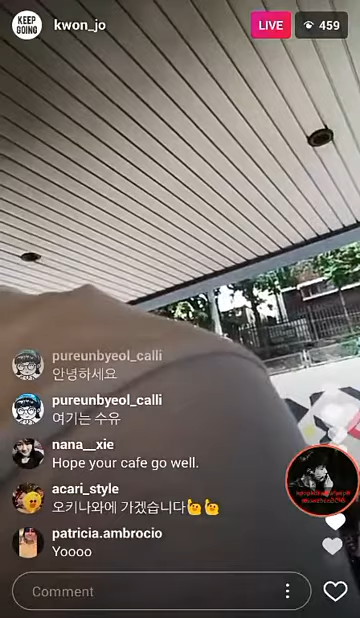 KEEP
GOING
kwon_jo
LIVE
459
pureunbyeol_calli
안녕하세요
pureunbyeol_calli
여기는 수유
nana__xie
Hope your cafe go well.
acari_style
오키나와에 가겠습니다🙋🙋
patricia.ambrocio
Yoooo
Comment